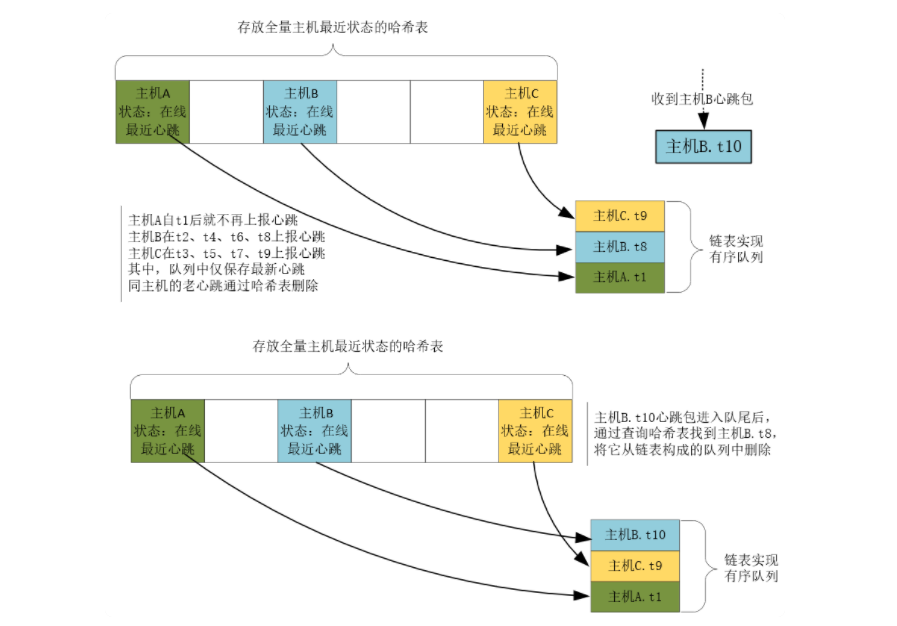 存放全量主机最近状态的哈希表
主机A
状态：在线
最近心跳
主机B
状态：在线
最近心跳
主机C
状态：在线
最近心跳
收到主机B心跳包
主机B.t10
主机A自t1后就不再上报心跳
主机B在t2、t4、t6、t8上报心跳
主机C在t3、t5、t7、t9上报心跳
其中，队列中仅保存最新心跳
同主机的老心跳通过哈希表删除
主机C.t9
主机B.t8
主机A.t1
链表实现
有序队列
存放全量主机最近状态的哈希表
主机A
状态：在线
最近心跳
主机B
状态：在线
最近心跳
主机C
状态：在线
最近心跳
主机B.t10心跳包进入队尾后，
通过查询哈希表找到主机B.t8，
将它从链表构成的队列中删除
主机B.t10
主机C.t9
主机A.t1
链表实现
有序队列